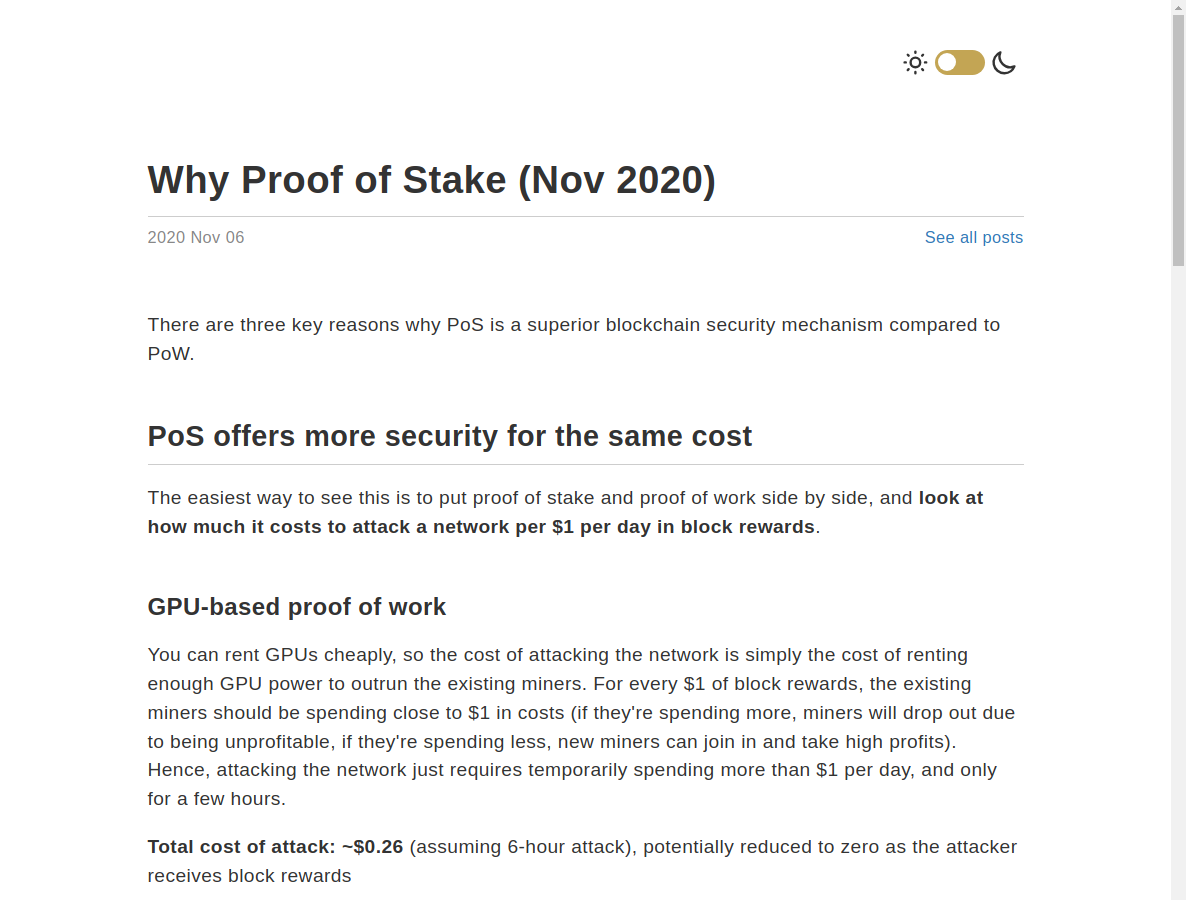 Why Proof of Stake (Nov 2020)
2020 Nov 06
See all posts
There are three key reasons why PoS is a superior blockchain security mechanism compared to
PoW.
PoS offers more security for the same cost
The easiest way to see this is to put proof of stake and proof of work side by side, and look at
how much it costs to attack a network per $1 per day in block rewards.
GPU-based proof of work
You can rent GPUs cheaply, so the cost of attacking the network is simply the cost of renting
enough GPU power to outrun the existing miners. For every $1 of block rewards, the existing
miners should be spending close to $1 in costs (if they're spending more, miners will drop out due
to being unprofitable, if they're spending less, new miners can join in and take high profits).
Hence, attacking the network just requires temporarily spending more than $1 per day, and only
for a few hours.
Total cost of attack: ~$0.26 (assuming 6-hour attack), potentially reduced to zero as the attacker
receives block rewards